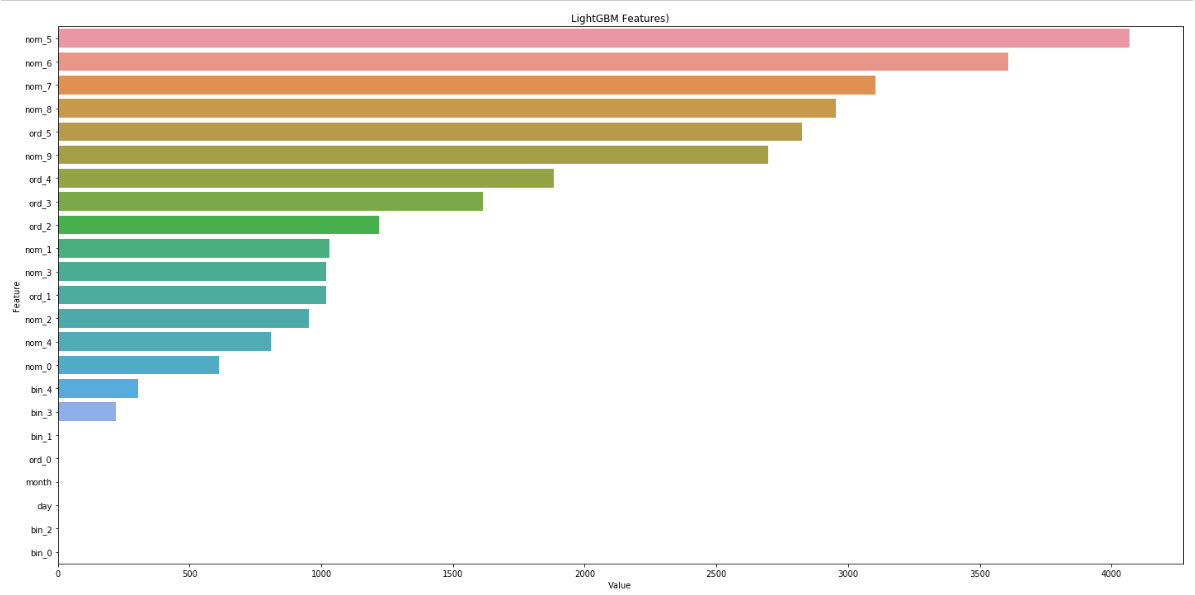 LightGBM Features)
nom_5
nom_6
nom_7
nom_8
ord_5
nom_9
ord_4
ord_3
ord_2
nom_1
nom_3
ord_1
nom_2
nom_4
nom_0
bin_4
bin_3
bin_1
ord_0
month
day
bin_2
bin_0
Feature
0 500 1000 1500 2000 2500 3000 3500 4000
Value